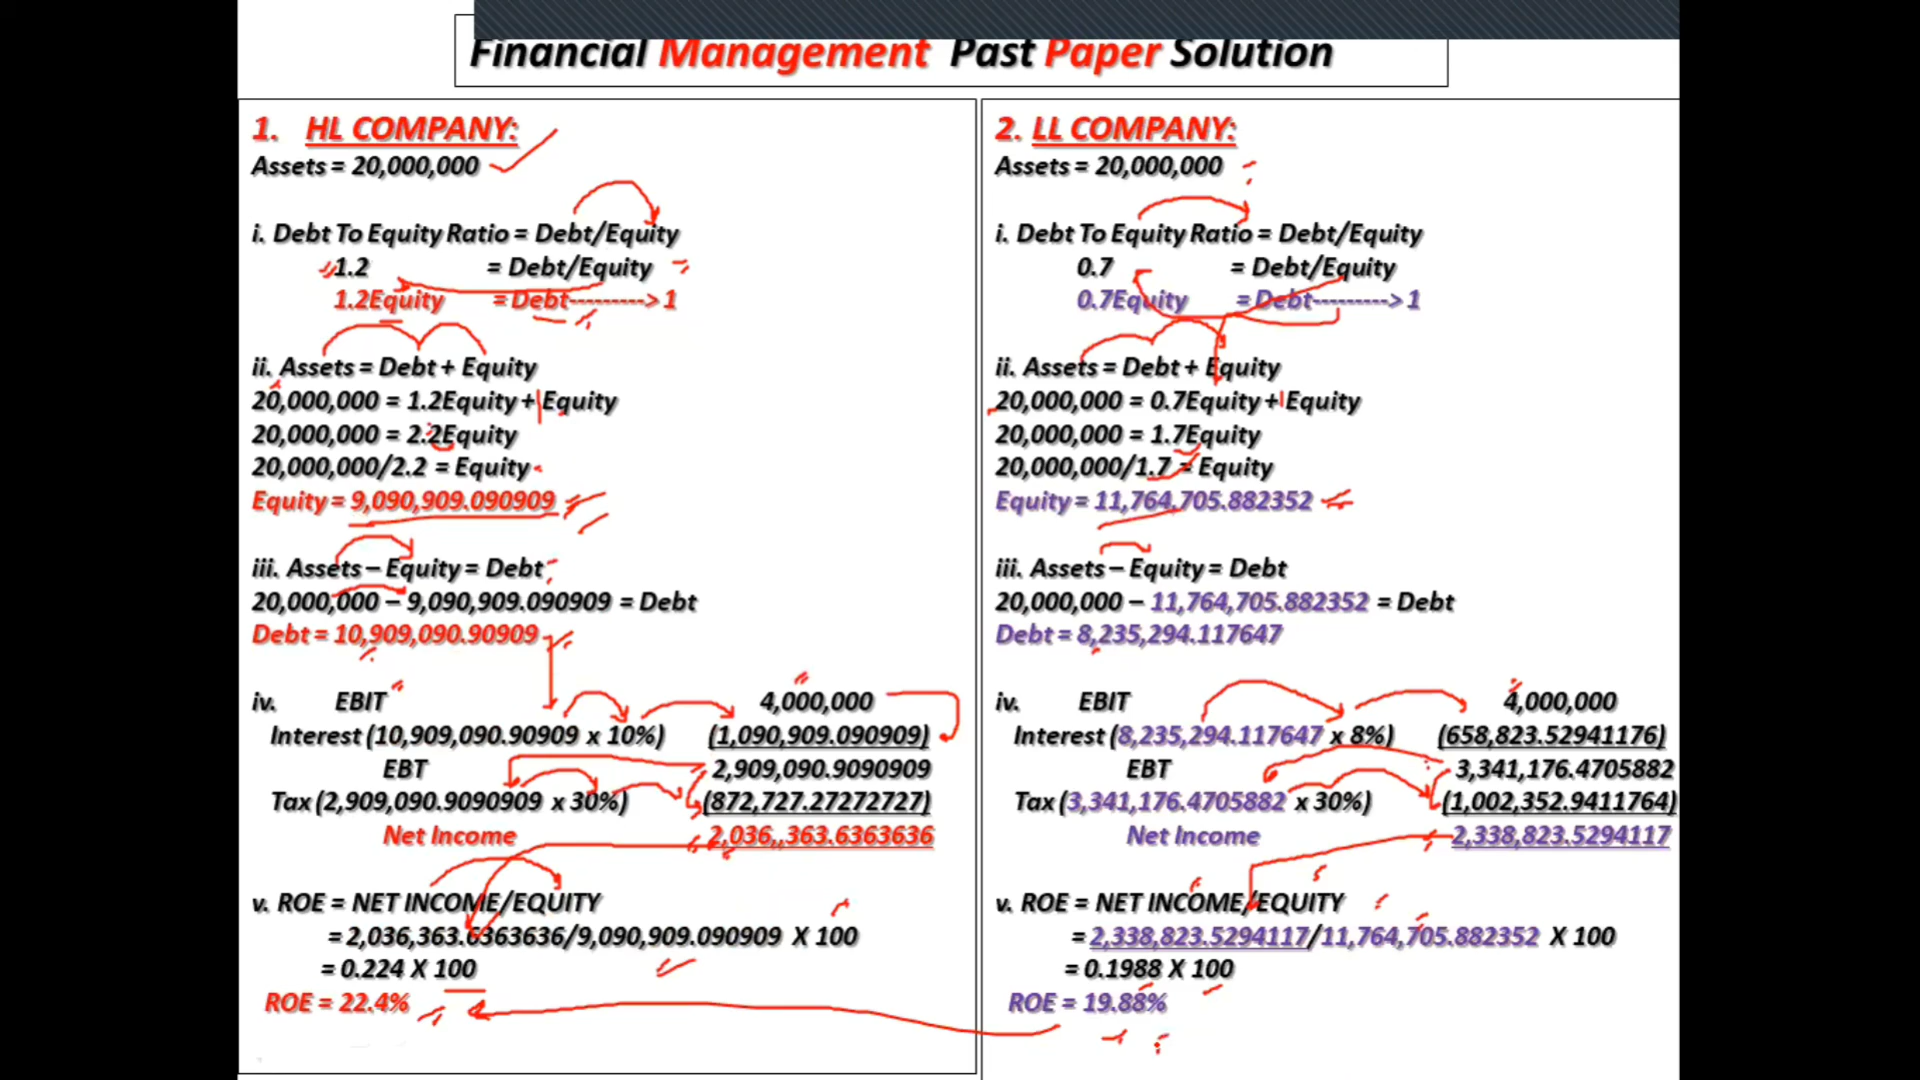 Financial Management Past Paper Solution
1. HL COMPANY:
Assets = 20,000,000
i. Debt To Equity Ratio = Debt/Equity
1.2 = Debt/Equity
1.2Equity = Debt---------> 1
ii. Assets = Debt + Equity
20,000,000 = 1.2Equity + Equity
20,000,000 = 2.2Equity
20,000,000/2.2 = Equity
Equity = 9,090,909.090909
iii. Assets – Equity = Debt
20,000,000 – 9,090,909.090909 = Debt
Debt = 10,909,090.90909
iv. EBIT 4,000,000
Interest (10,909,090.90909 x 10%) (1,090,909.090909)
EBT 2,909,090.9090909
Tax (2,909,090.9090909 x 30%) (872,727.27272727)
Net Income 2,036,,363.6363636
v. ROE = NET INCOME/EQUITY
= 2,036,363.6363636/9,090,909.090909 X 100
= 0.224 X 100
ROE = 22.4%
2. LL COMPANY:
Assets = 20,000,000
i. Debt To Equity Ratio = Debt/Equity
0.7 = Debt/Equity
0.7Equity = Debt---------> 1
ii. Assets = Debt + Equity
20,000,000 = 0.7Equity + Equity
20,000,000 = 1.7Equity
20,000,000/1.7 = Equity
Equity = 11,764,705.882352
iii. Assets – Equity = Debt
20,000,000 – 11,764,705.882352 = Debt
Debt = 8,235,294.117647
iv. EBIT 4,000,000
Interest (8,235,294.117647 x 8%) (658,823.52941176)
EBT 3,341,176.4705882
Tax (3,341,176.4705882 x 30%) (1,002,352.9411764)
Net Income 2,338,823.5294117
v. ROE = NET INCOME/EQUITY
= 2,338,823.5294117/11,764,705.882352 X 100
= 0.1988 X 100
ROE = 19.88%